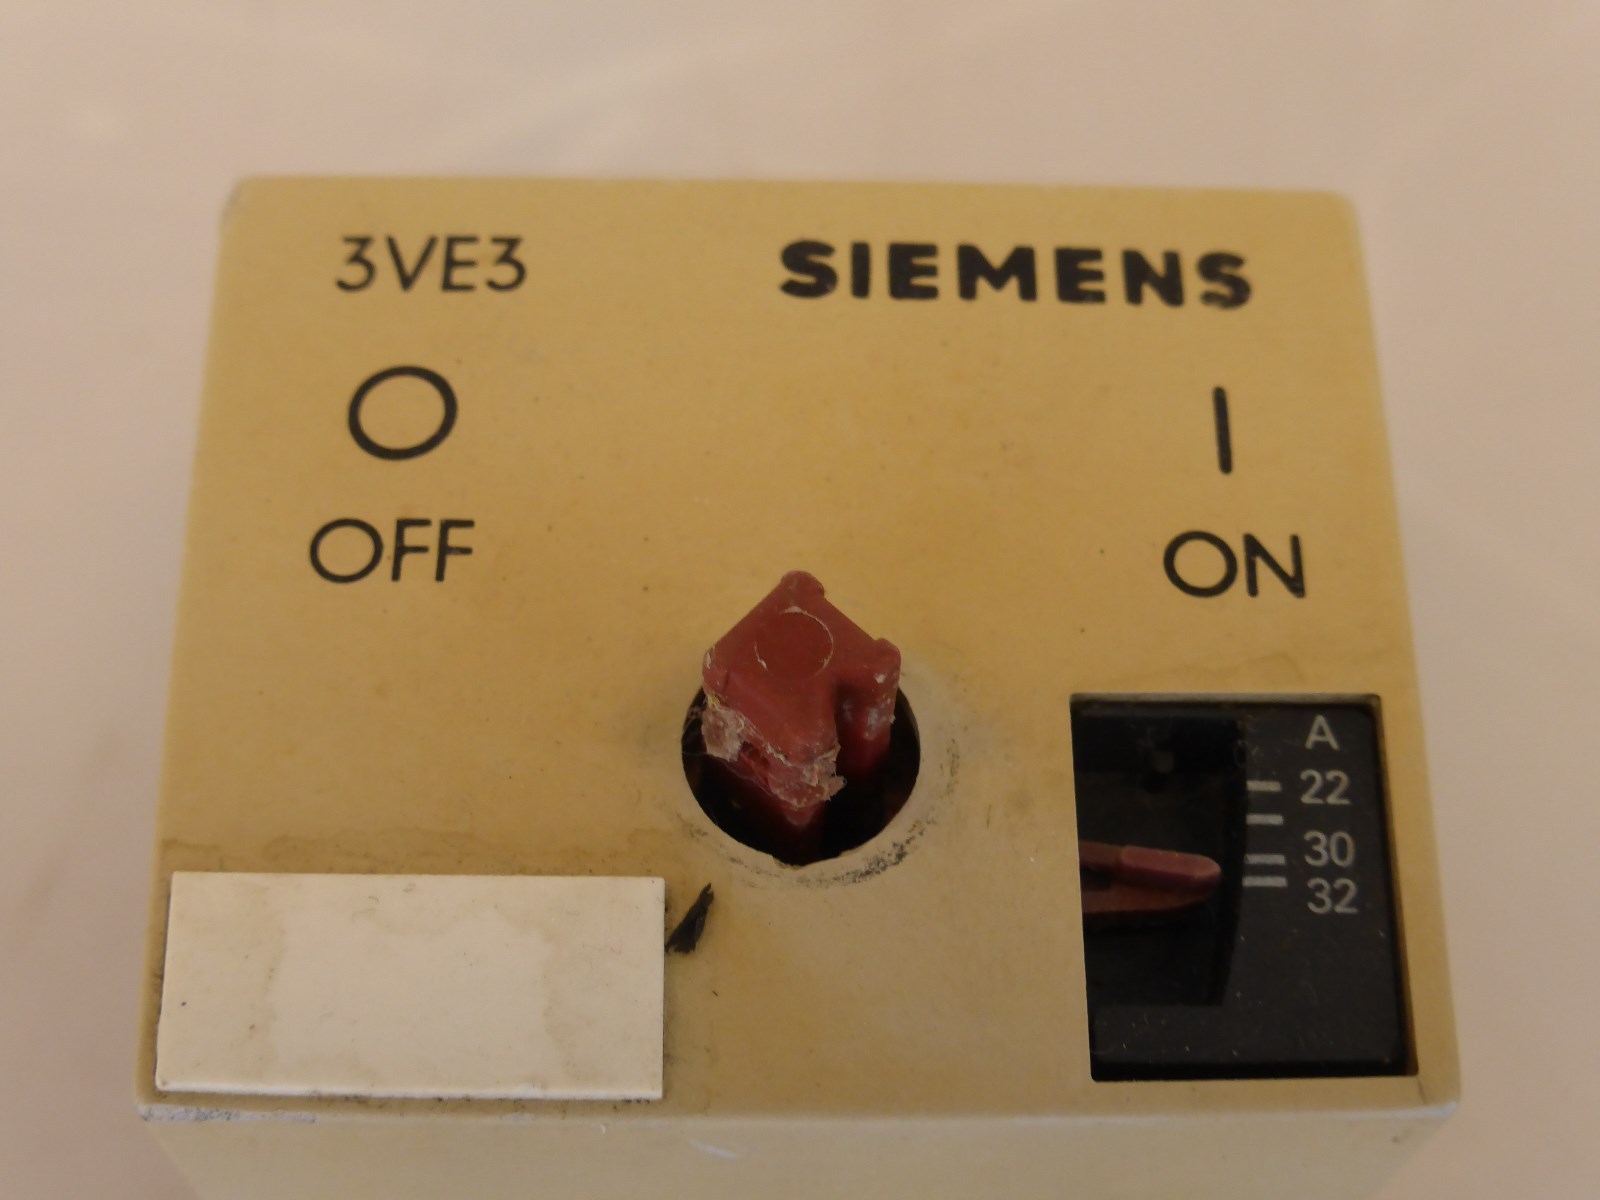 3VE3 SIEMENS
O I
OFF ON
A
22
30
32